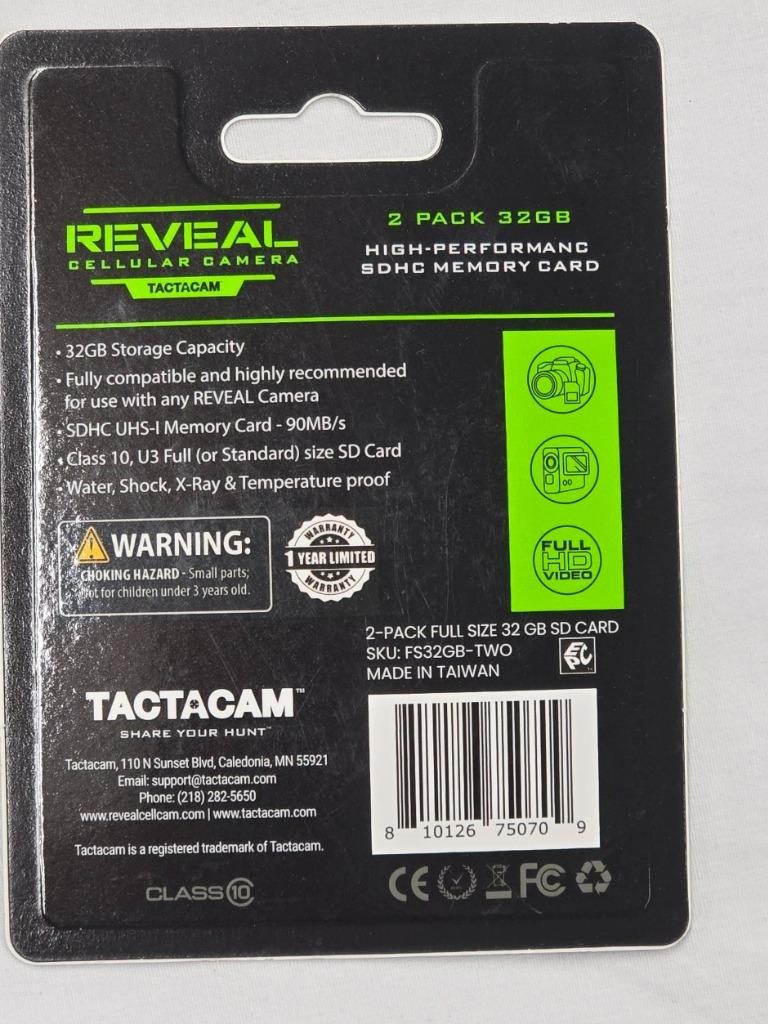 REVEAL
CELLULAR CAMERA
TACTACAM
2 PACK 32GB
HIGH-PERFORMANC
SDHC MEMORY CARD
• 32GB Storage Capacity
• Fully compatible and highly recommended
for use with any REVEAL Camera
• SDHC UHS-I Memory Card - 90MB/s
• Class 10, U3 Full (or Standard) size SD Card
• Water, Shock, X-Ray & Temperature proof
WARNING:
CHOKING HAZARD - Small parts;
Not for children under 3 years old.
WARRANTY
1 YEAR LIMITED
WARRANTY
FULL
HD
VIDEO
2-PACK FULL SIZE 32 GB SD CARD
SKU: FS32GB-TWO
MADE IN TAIWAN
EPC
TACTACAM™
SHARE YOUR HUNT™
Tactacam, 110 N Sunset Blvd, Caledonia, MN 55921
Email: support@tactacam.com
Phone: (218) 282-5650
www.revealcellcam.com | www.tactacam.com
Tactacam is a registered trademark of Tactacam.
8 10126 75070 9
CLASS 10
CE FC